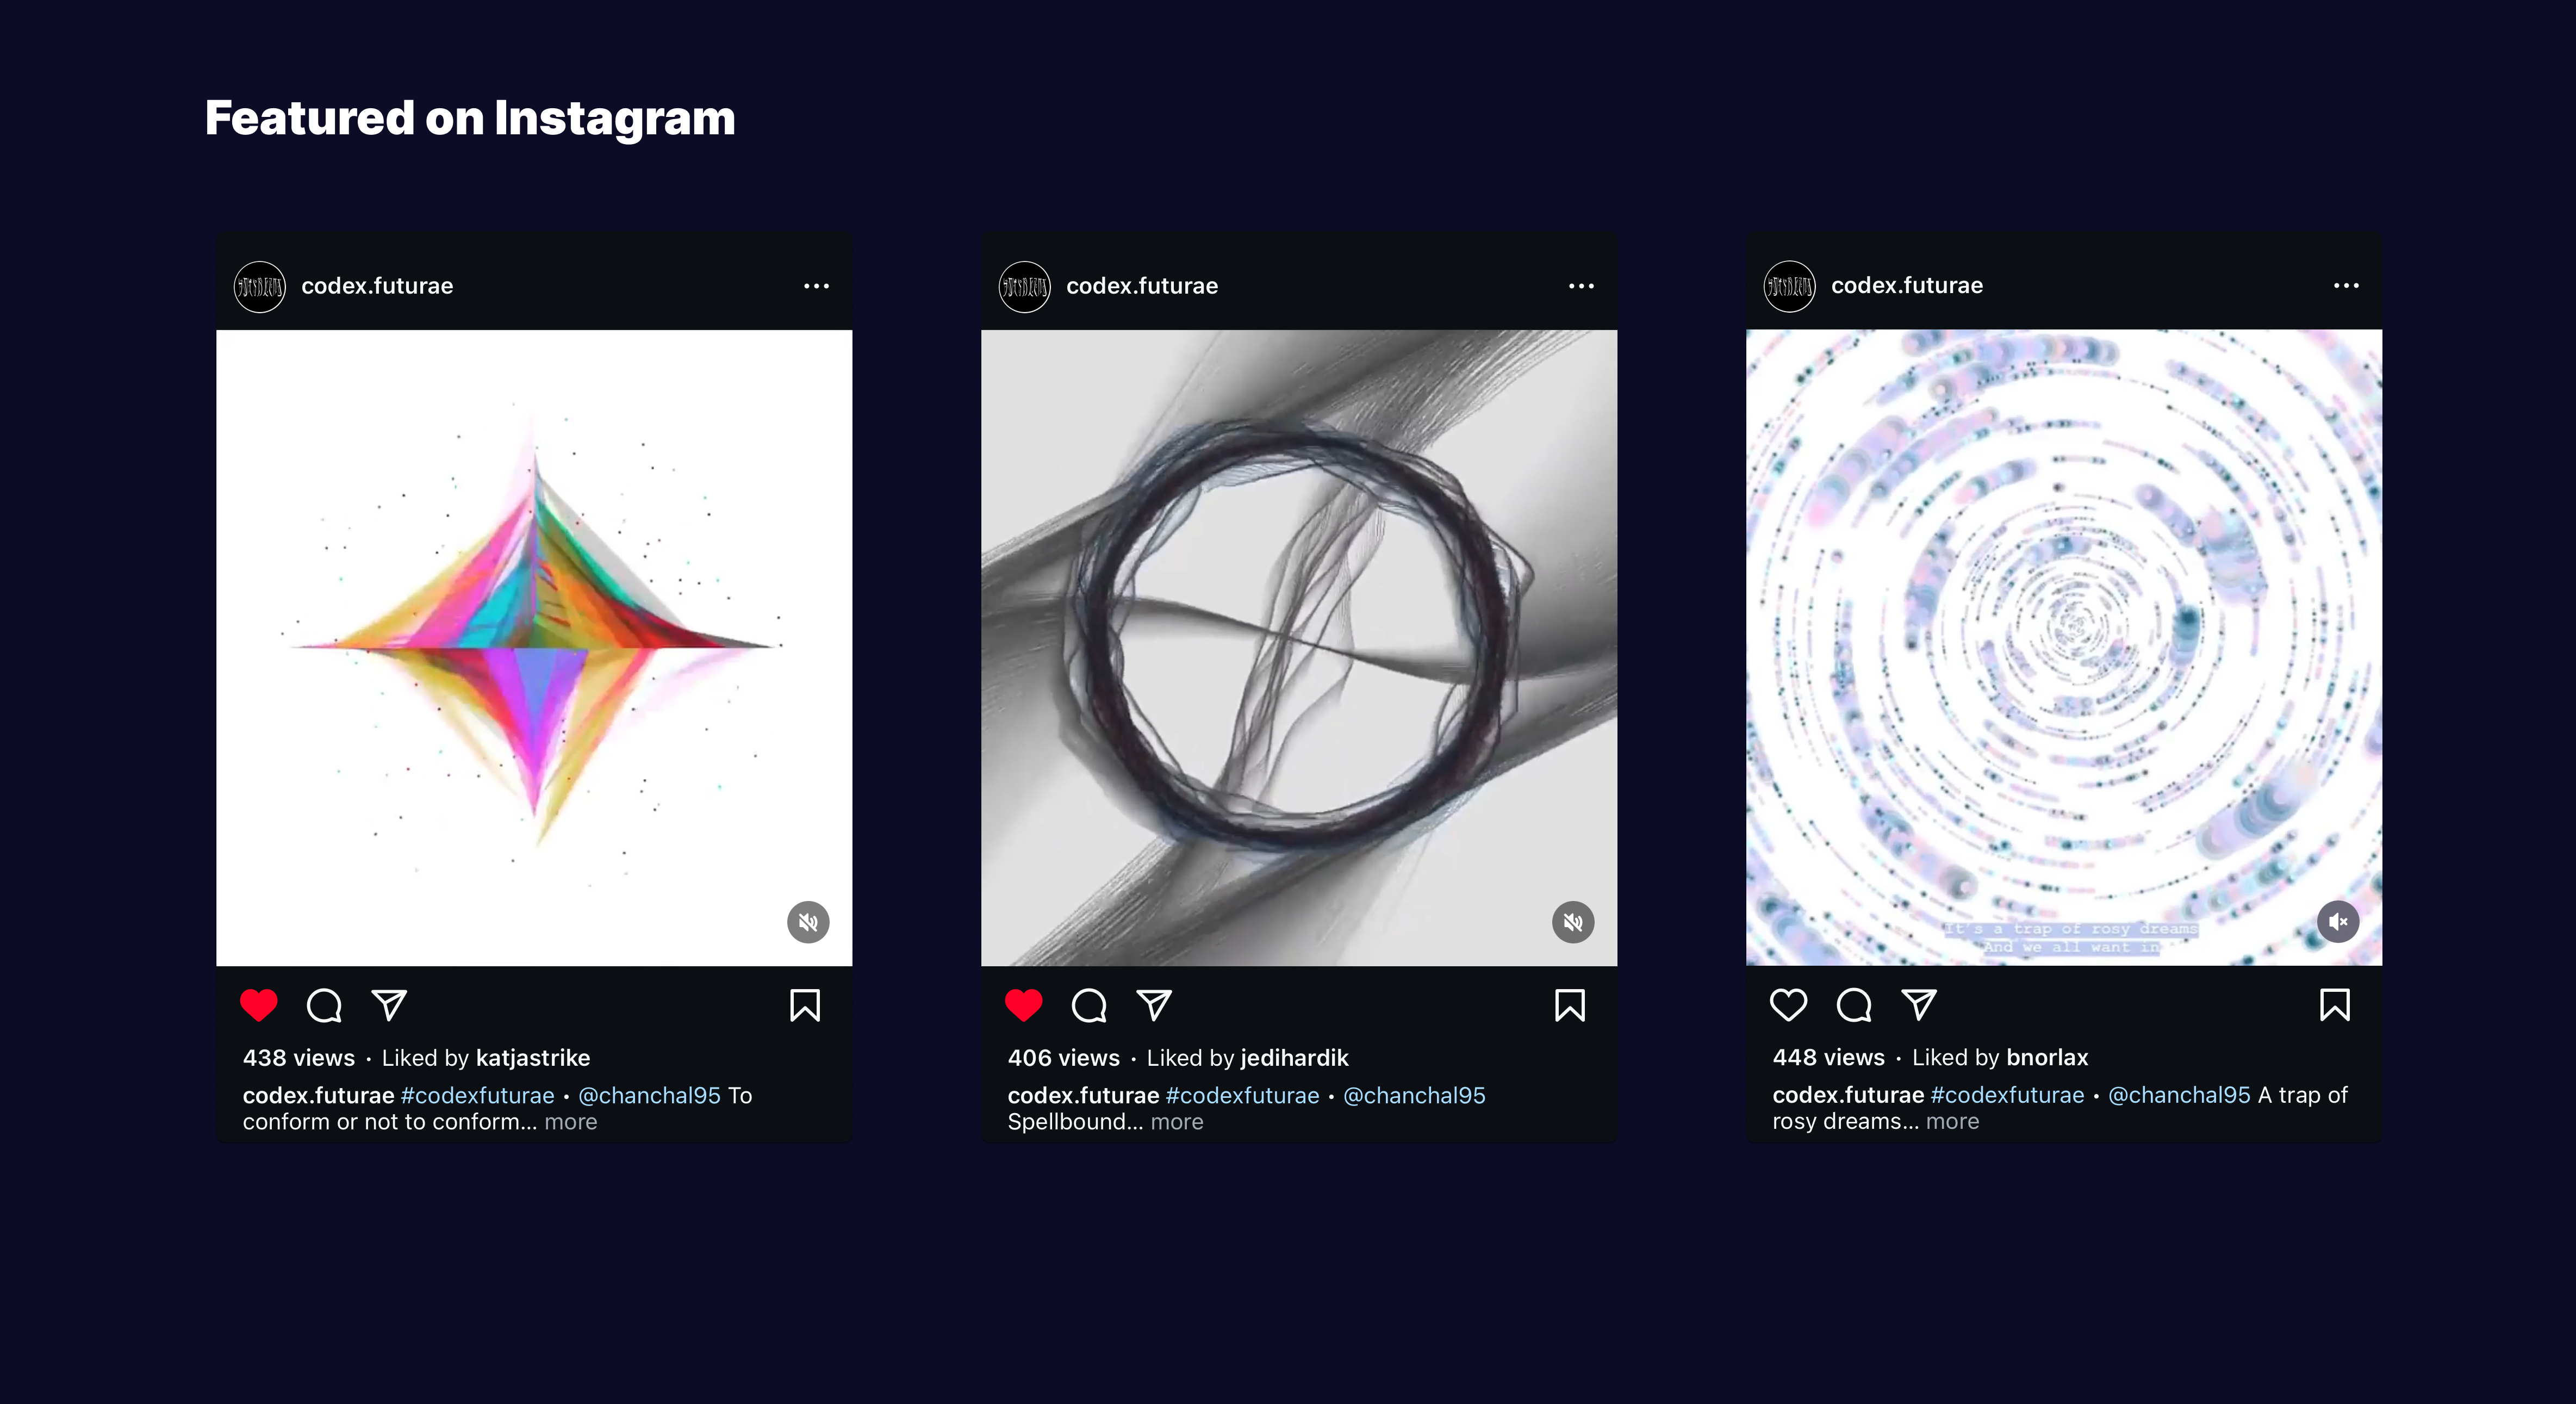 Featured on Instagram
codex.futurae
438 views • Liked by katjastrike
codex.futurae #codexfuturae • @chanchal95 To
conform or not to conform... more
codex.futurae
406 views • Liked by jedihardik
codex.futurae #codexfuturae • @chanchal95
Spellbound... more
codex.futurae
It's a trap of rosy dreams
And we all want in
448 views • Liked by bnorlax
codex.futurae #codexfuturae • @chanchal95 A trap of
rosy dreams... more